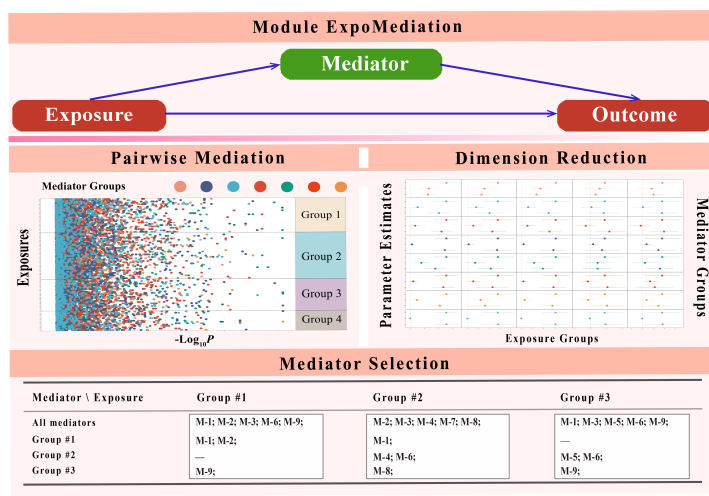 Module ExpoMediation
Mediator
Exposure
Outcome
Pairwise Mediation
Dimension Reduction
Mediator Groups
Exposures
Group 1
Group 2
Group 3
Group 4
-Log10P
Parameter Estimates
Mediator Groups
Exposure Groups
Mediator Selection
Mediator \ Exposure Group #1 Group #2 Group #3
All mediators M-1; M-2; M-3; M-6; M-9; M-2; M-3; M-4; M-7; M-8; M-1; M-3; M-5; M-6; M-9;
Group #1 M-1; M-2; M-1; —
Group #2 — M-4; M-6; M-5; M-6;
Group #3 M-9; M-8; M-9;